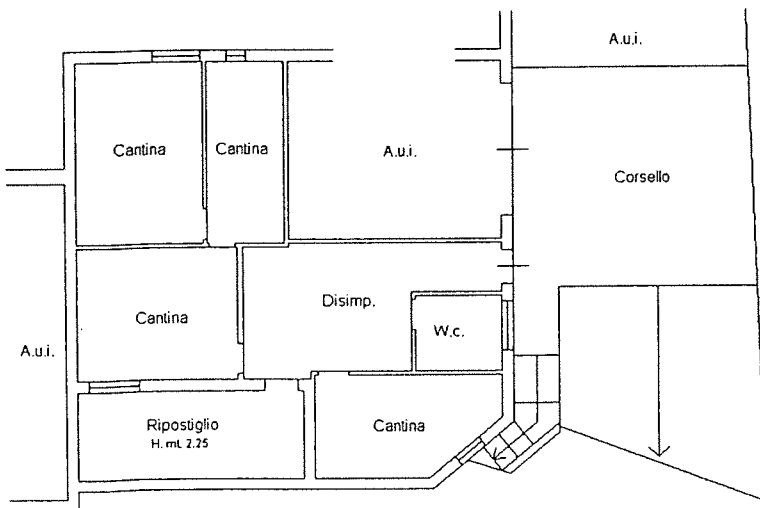 A.u.i.
Cantina
Cantina
A.u.i.
Corsello
Disimp.
Cantina
W.c.
A.u.i.
Ripostiglio
H. mL 2.25
Cantina